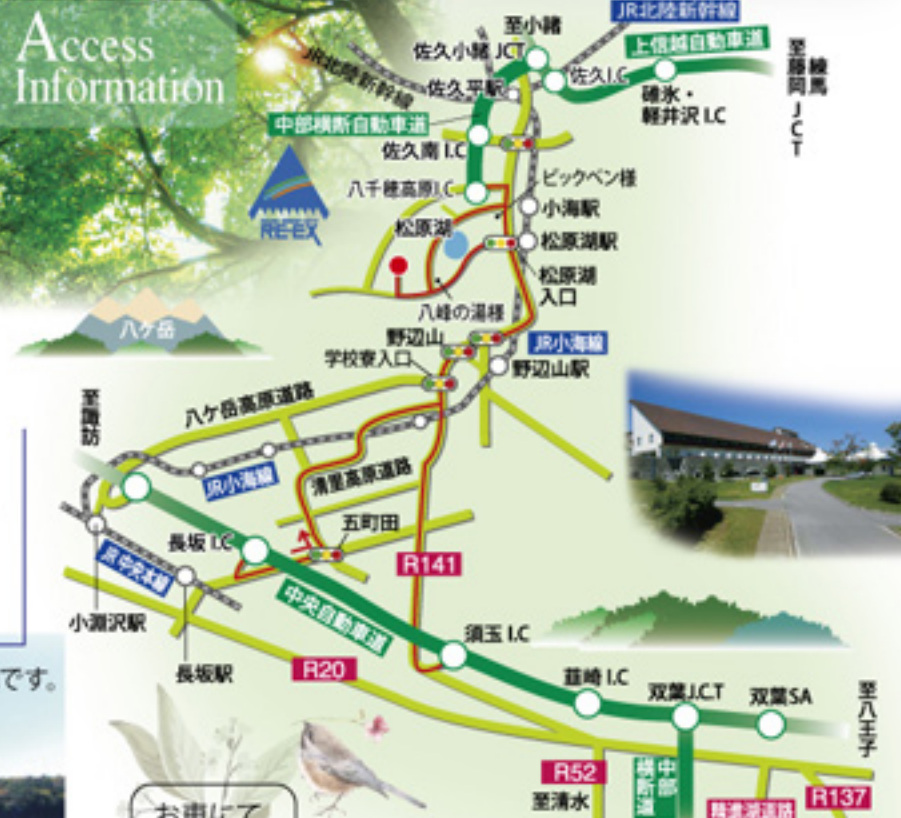 Access
Information
JR北陸新幹線
至小諸
佐久小諸JCT
上信越自動車道
JR北陸新幹線
佐久平駅
佐久I.C
碓氷・
軽井沢I.C
至藤岡JCT
練馬
中部横断自動車道
佐久南I.C
八千穂高原I.C
ビックベン様
小海駅
RE-EX
松原湖
松原湖駅
松原湖
入口
八峰の湯様
八ケ岳
野辺山
JR小海線
学校寮入口
野辺山駅
至諏訪
八ケ岳高原道路
JR小海線
清里高原道路
五町田
長坂I.C
R141
JR中央本線
中央自動車道
小淵沢駅
須玉I.C
長坂駅
R20
です。
韮崎I.C
双葉J.C.T
双葉SA
至八王子
R52
中部
横断道
至清水
R137
お車にて